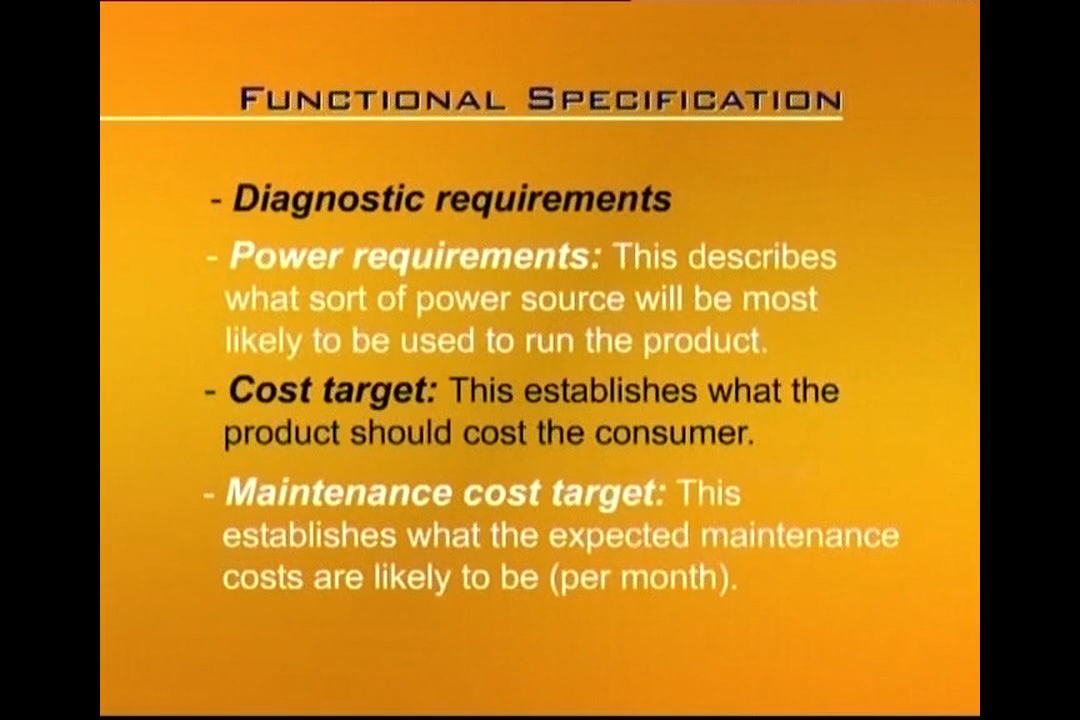 FUNCTIONAL SPECIFICATION
- Diagnostic requirements
- Power requirements: This describes
what sort of power source will be most
likely to be used to run the product.
- Cost target: This establishes what the
product should cost the consumer.
- Maintenance cost target: This
establishes what the expected maintenance
costs are likely to be (per month).